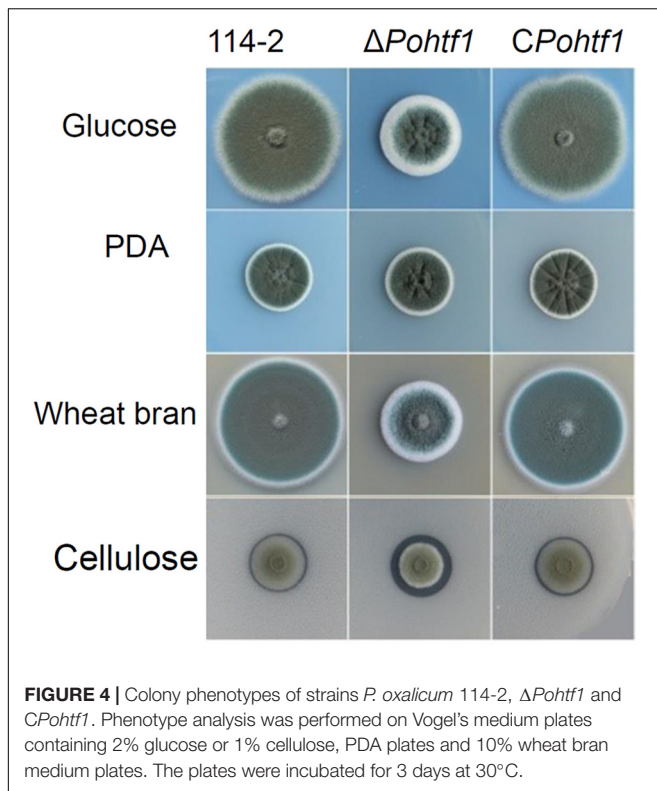 114-2 ΔPohtf1 CPohtf1
Glucose
PDA
Wheat bran
Cellulose
FIGURE 4 | Colony phenotypes of strains P. oxalicum 114-2, ΔPohtf1 and
CPohtf1. Phenotype analysis was performed on Vogel's medium plates
containing 2% glucose or 1% cellulose, PDA plates and 10% wheat bran
medium plates. The plates were incubated for 3 days at 30°C.